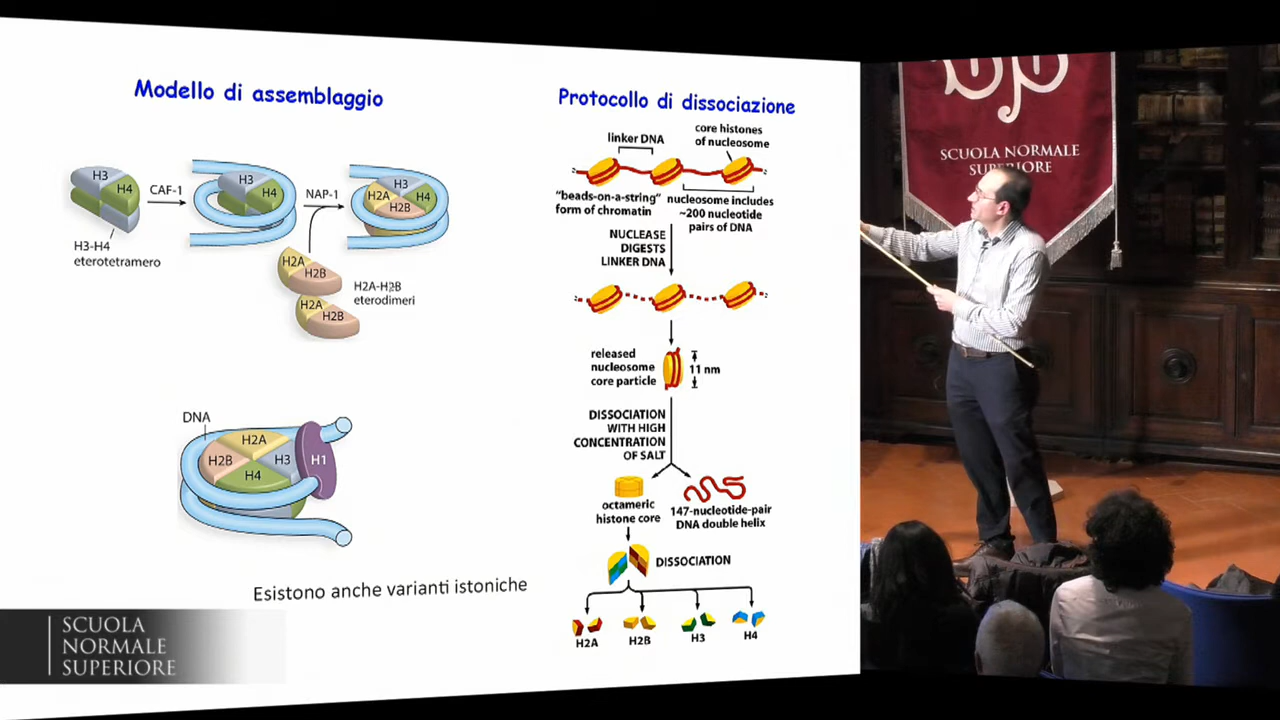 Modello di assemblaggio
H3
H4
CAF-1
H3
H4
NAP-1
H3
H2A
H4
H2B
H3-H4
eterotetramero
H2A
H2B
H2A
H2B
H2A-H2B
eterodimeri
DNA
H2A
H2B
H3
H4
H1
Esistono anche varianti istoniche
Protocollo di dissociazione
linker DNA
core histones
of nucleosome
"beads-on-a-string"
form of chromatin
nucleosome includes
~200 nucleotide
pairs of DNA
NUCLEASE
DIGESTS
LINKER DNA
released
nucleosome
core particle
11 nm
DISSOCIATION
WITH HIGH
CONCENTRATION
OF SALT
octameric
histone core
147-nucleotide-pair
DNA double helix
DISSOCIATION
H2A
H2B
H3
H4
SCUOLA NORMALE
SUPERIORE
SCUOLA
NORMALE
SUPERIORE